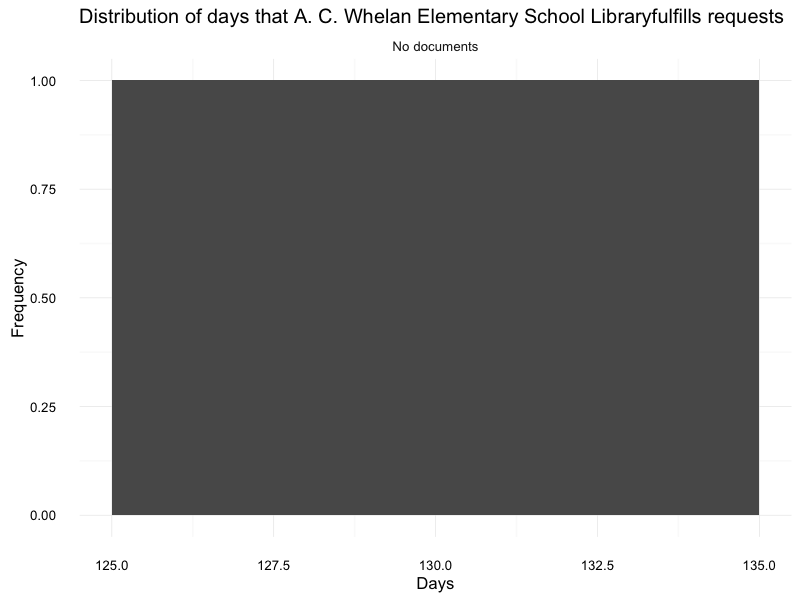 Distribution of days that A. C. Whelan Elementary School Libraryfulfills requests
No documents
1.00
0.75
0.50
0.25
0.00
Frequency
125.0 127.5 130.0 132.5 135.0
Days